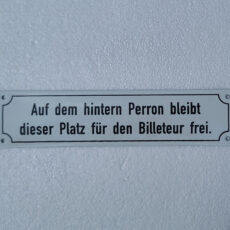 Auf dem hintern Perron bleibt
dieser Platz für den Billeteur frei.